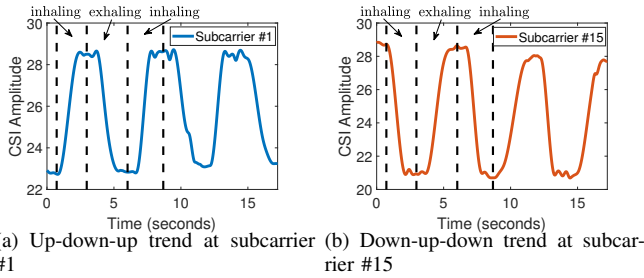 inhaling exhaling inhaling
Subcarrier #1
CSI Amplitude
30
28
26
24
22
0 5 10 15
Time (seconds)
(a) Up-down-up trend at subcarrier
#1
inhaling exhaling inhaling
Subcarrier #15
CSI Amplitude
30
28
26
24
22
20
0 5 10 15
Time (seconds)
(b) Down-up-down trend at subcar-
rier #15